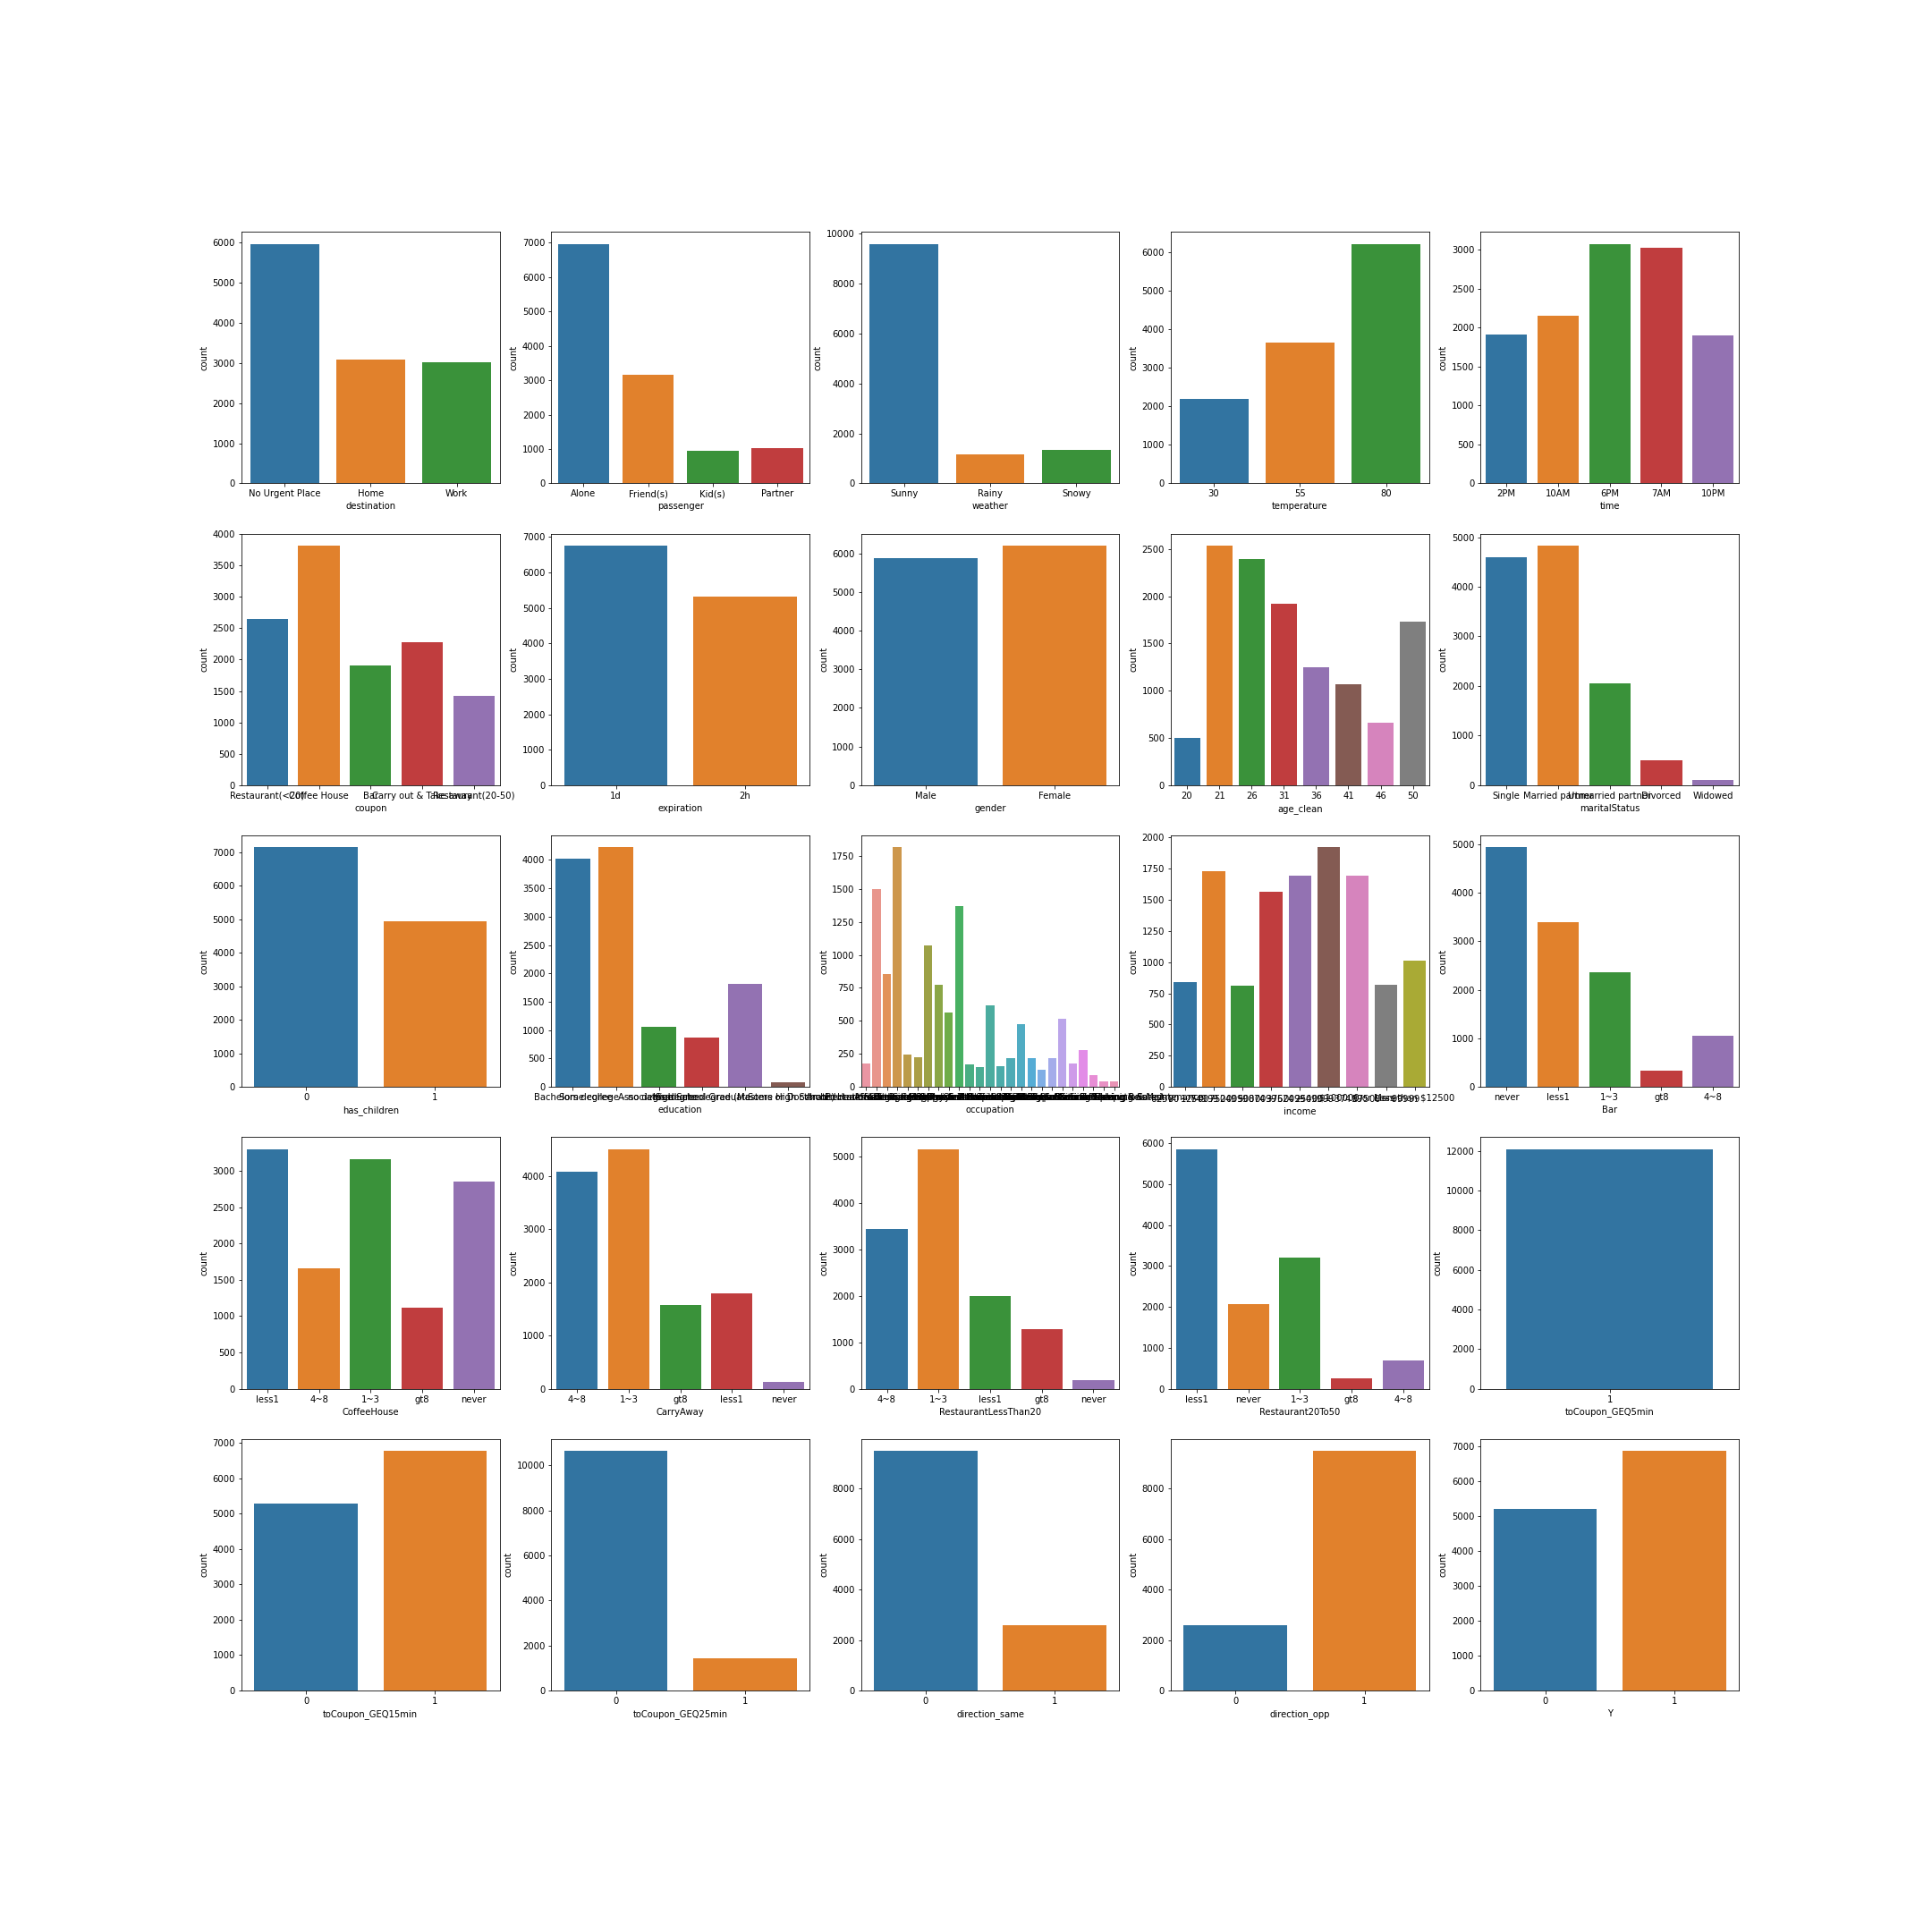 6000
5000
4000
3000
2000
1000
0
count
No Urgent Place Home Work
destination
7000
6000
5000
4000
3000
2000
1000
0
count
Alone Friend(s) Kid(s) Partner
passenger
10000
8000
6000
4000
2000
0
count
Sunny Rainy Snowy
weather
6000
5000
4000
3000
2000
1000
0
count
30 55 80
temperature
3000
2500
2000
1500
1000
500
0
count
2PM 10AM 6PM 7AM 10PM
time
4000
3500
3000
2500
2000
1500
1000
500
0
count
Restaurant(<20) Coffee House Carry out & Take away Restaurant(20-50)
coupon
7000
6000
5000
4000
3000
2000
1000
0
count
1d 2h
expiration
6000
5000
4000
3000
2000
1000
0
count
Male Female
gender
2500
2000
1500
1000
500
0
count
20 21 26 31 36 41 46 50
age_clean
5000
4000
3000
2000
1000
0
count
Single Married partner Unmarried partner Divorced Widowed
maritalStatus
7000
6000
5000
4000
3000
2000
1000
0
count
0 1
has_children
4000
3500
3000
2500
2000
1500
1000
500
0
count
education
1750
1500
1250
1000
750
500
250
0
count
occupation
2000
1750
1500
1250
1000
750
500
250
0
count
income
5000
4000
3000
2000
1000
0
count
never less1 1~3 gt8 4~8
Bar
3000
2500
2000
1500
1000
500
0
count
less1 4~8 1~3 gt8 never
CoffeeHouse
4000
3000
2000
1000
0
count
4~8 1~3 gt8 less1 never
CarryAway
5000
4000
3000
2000
1000
0
count
4~8 1~3 less1 gt8 never
RestaurantLessThan20
6000
5000
4000
3000
2000
1000
0
count
less1 never 1~3 gt8 4~8
Restaurant20To50
12000
10000
8000
6000
4000
2000
0
count
1
toCoupon_GEQ5min
7000
6000
5000
4000
3000
2000
1000
0
count
0 1
toCoupon_GEQ15min
10000
8000
6000
4000
2000
0
count
0 1
toCoupon_GEQ25min
8000
6000
4000
2000
0
count
0 1
direction_same
8000
6000
4000
2000
0
count
0 1
direction_opp
7000
6000
5000
4000
3000
2000
1000
0
count
0 1
Y